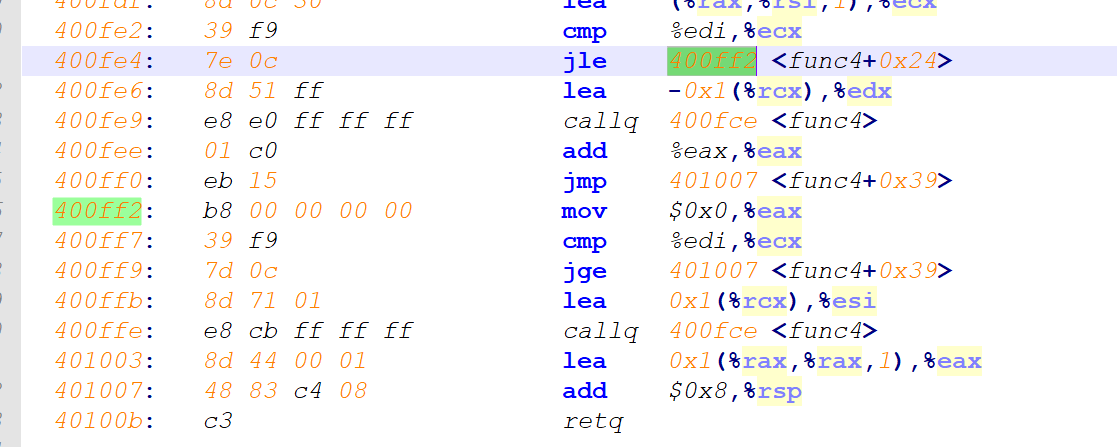 400fdf: 8d 0c 30 lea (%rax,%rsi,1),%ecx
400fe2: 39 f9 cmp %edi,%ecx
400fe4: 7e 0c jle 400ff2 <func4+0x24>
400fe6: 8d 51 ff lea -0x1(%rcx),%edx
400fe9: e8 e0 ff ff ff callq 400fce <func4>
400fee: 01 c0 add %eax,%eax
400ff0: eb 15 jmp 401007 <func4+0x39>
400ff2: b8 00 00 00 00 mov $0x0,%eax
400ff7: 39 f9 cmp %edi,%ecx
400ff9: 7d 0c jge 401007 <func4+0x39>
400ffb: 8d 71 01 lea 0x1(%rcx),%esi
400ffe: e8 cb ff ff ff callq 400fce <func4>
401003: 8d 44 00 01 lea 0x1(%rax,%rax,1),%eax
401007: 48 83 c4 08 add $0x8,%rsp
40100b: c3 retq